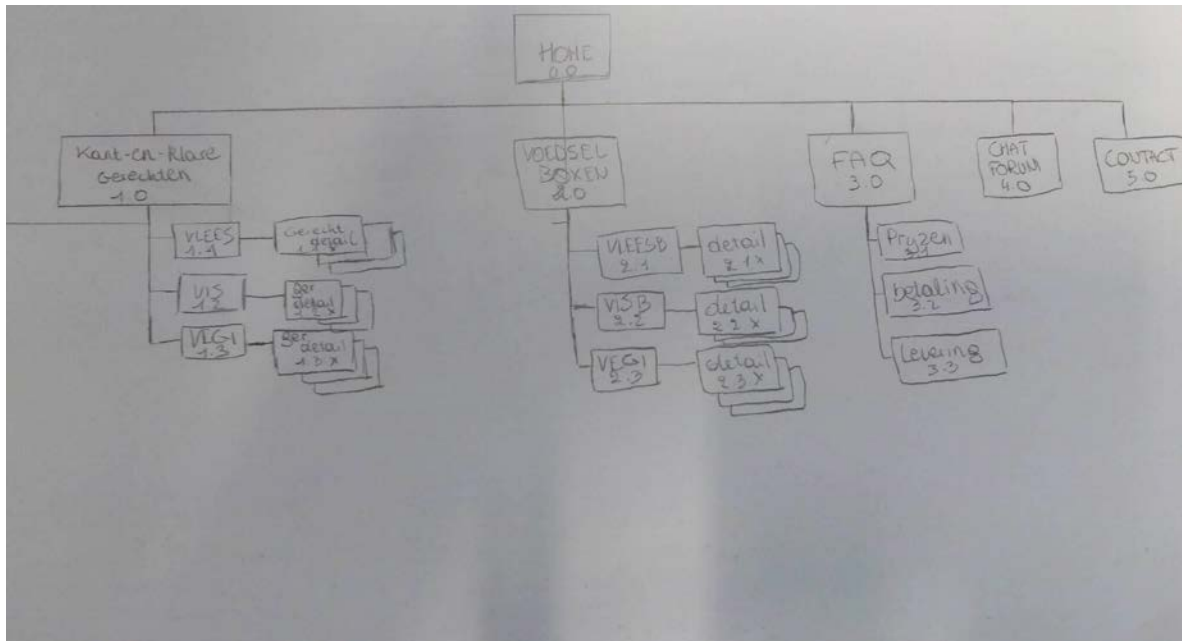 HOME
0.0
Kant-en-klare
Gerechten
1.0
VOEDSEL
BOXEN
2.0
FAQ
3.0
CHAT
FORUM
4.0
CONTACT
5.0
VLEES
1.1
Gerecht
detail
VIS
1.2
Ger
detail
VEGI
1.3
ger
detail
1.3.x
VLEESB
2.1
detail
2.1x
VISB
2.2
detail
2.2.x
VEGI
2.3
detail
2.3.x
Pryzen
3.1
betaling
3.2
Levering
3.3